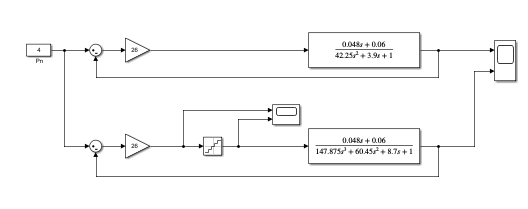 4
Pn
26
0.048s + 0.06
42.25s² + 3.9s + 1
26
0.048s + 0.06
147.875s³ + 60.45s² + 8.7s + 1